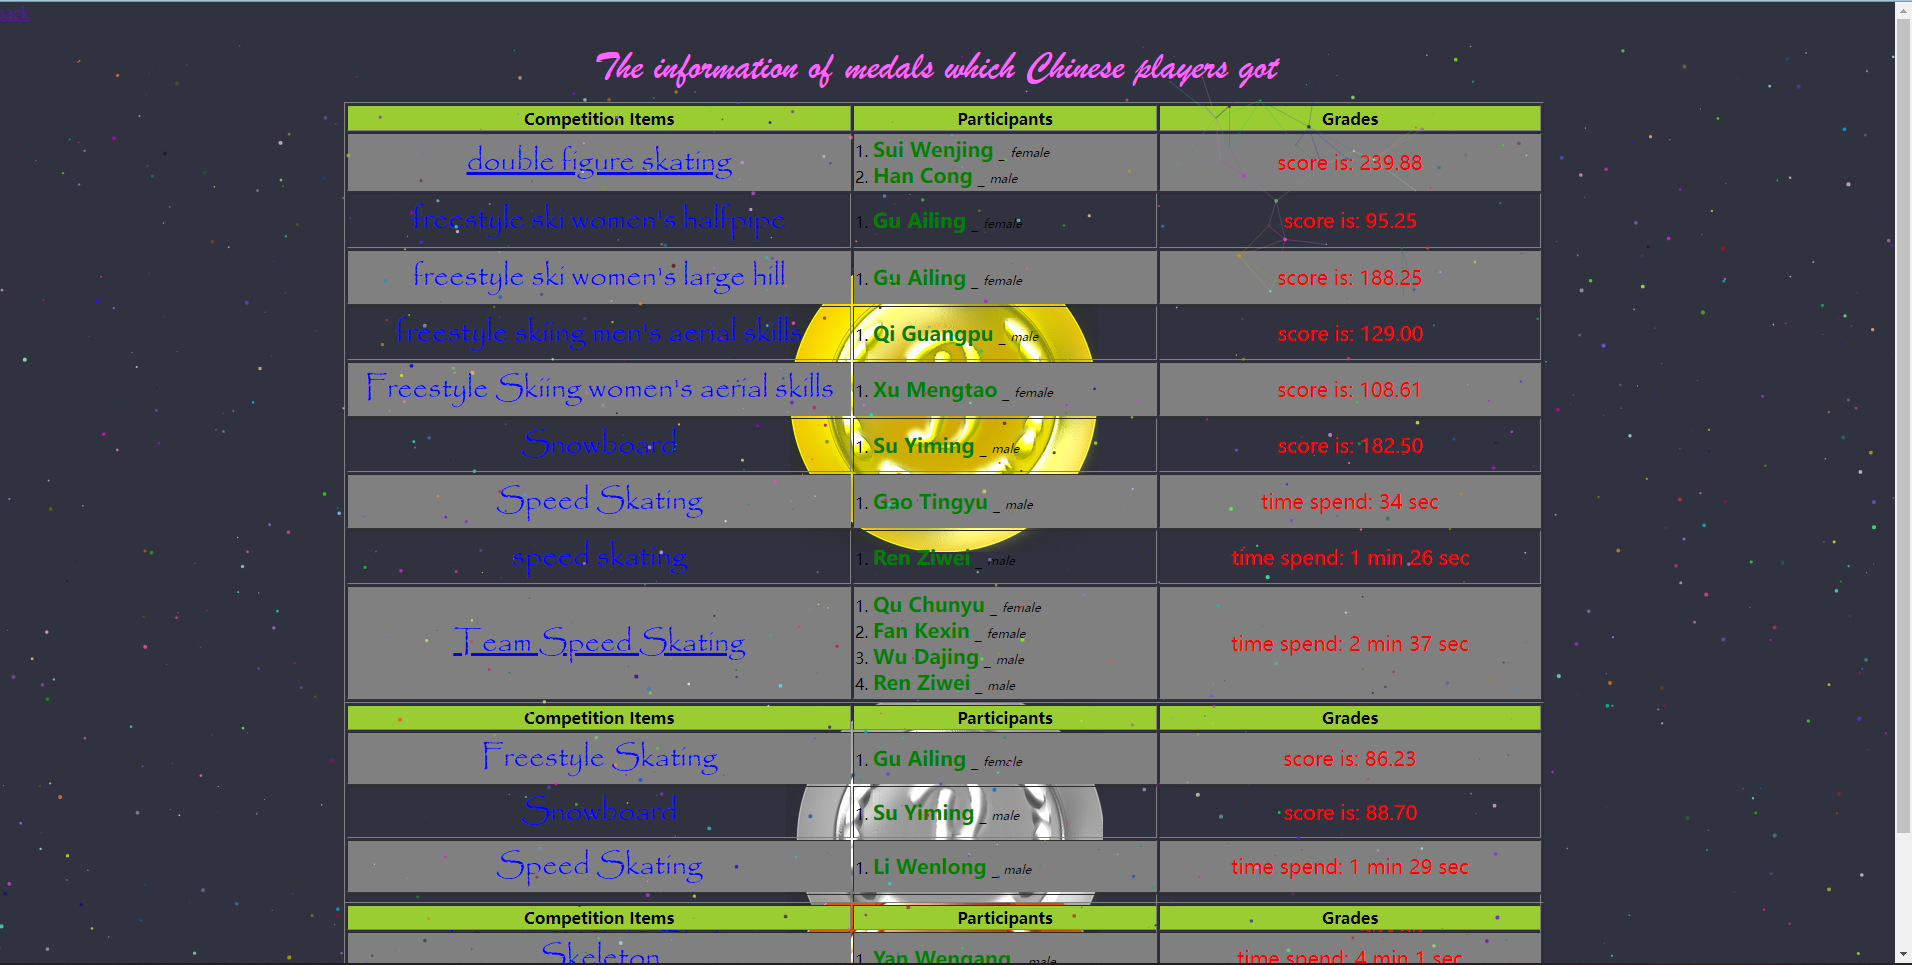 back
The information of medals which Chinese players got
Competition Items Participants Grades
double figure skating 1. Sui Wenjing _ female score is: 239.88
2. Han Cong _ male
freestyle ski women's halfpipe 1. Gu Ailing _ female score is: 95.25
freestyle ski women's large hill 1. Gu Ailing _ female score is: 188.25
freestyle skiing men's aerial skills 1. Qi Guangpu _ male score is: 129.00
Freestyle Skiing women's aerial skills 1. Xu Mengtao _ female score is: 108.61
Snowboard 1. Su Yiming _ male score is: 182.50
Speed Skating 1. Gao Tingyu _ male time spend: 34 sec
speed skating 1. Ren Ziwei _ male time spend: 1 min 26 sec
Team Speed Skating 1. Qu Chunyu _ female time spend: 2 min 37 sec
2. Fan Kexin _ female
3. Wu Dajing _ male
4. Ren Ziwei _ male
Competition Items Participants Grades
Freestyle Skating 1. Gu Ailing _ female score is: 86.23
Snowboard 1. Su Yiming _ male score is: 88.70
Speed Skating 1. Li Wenlong _ male time spend: 1 min 29 sec
Competition Items Participants Grades
Skeleton 1. Yan Wengang _ male time spend: 4 min 1 sec